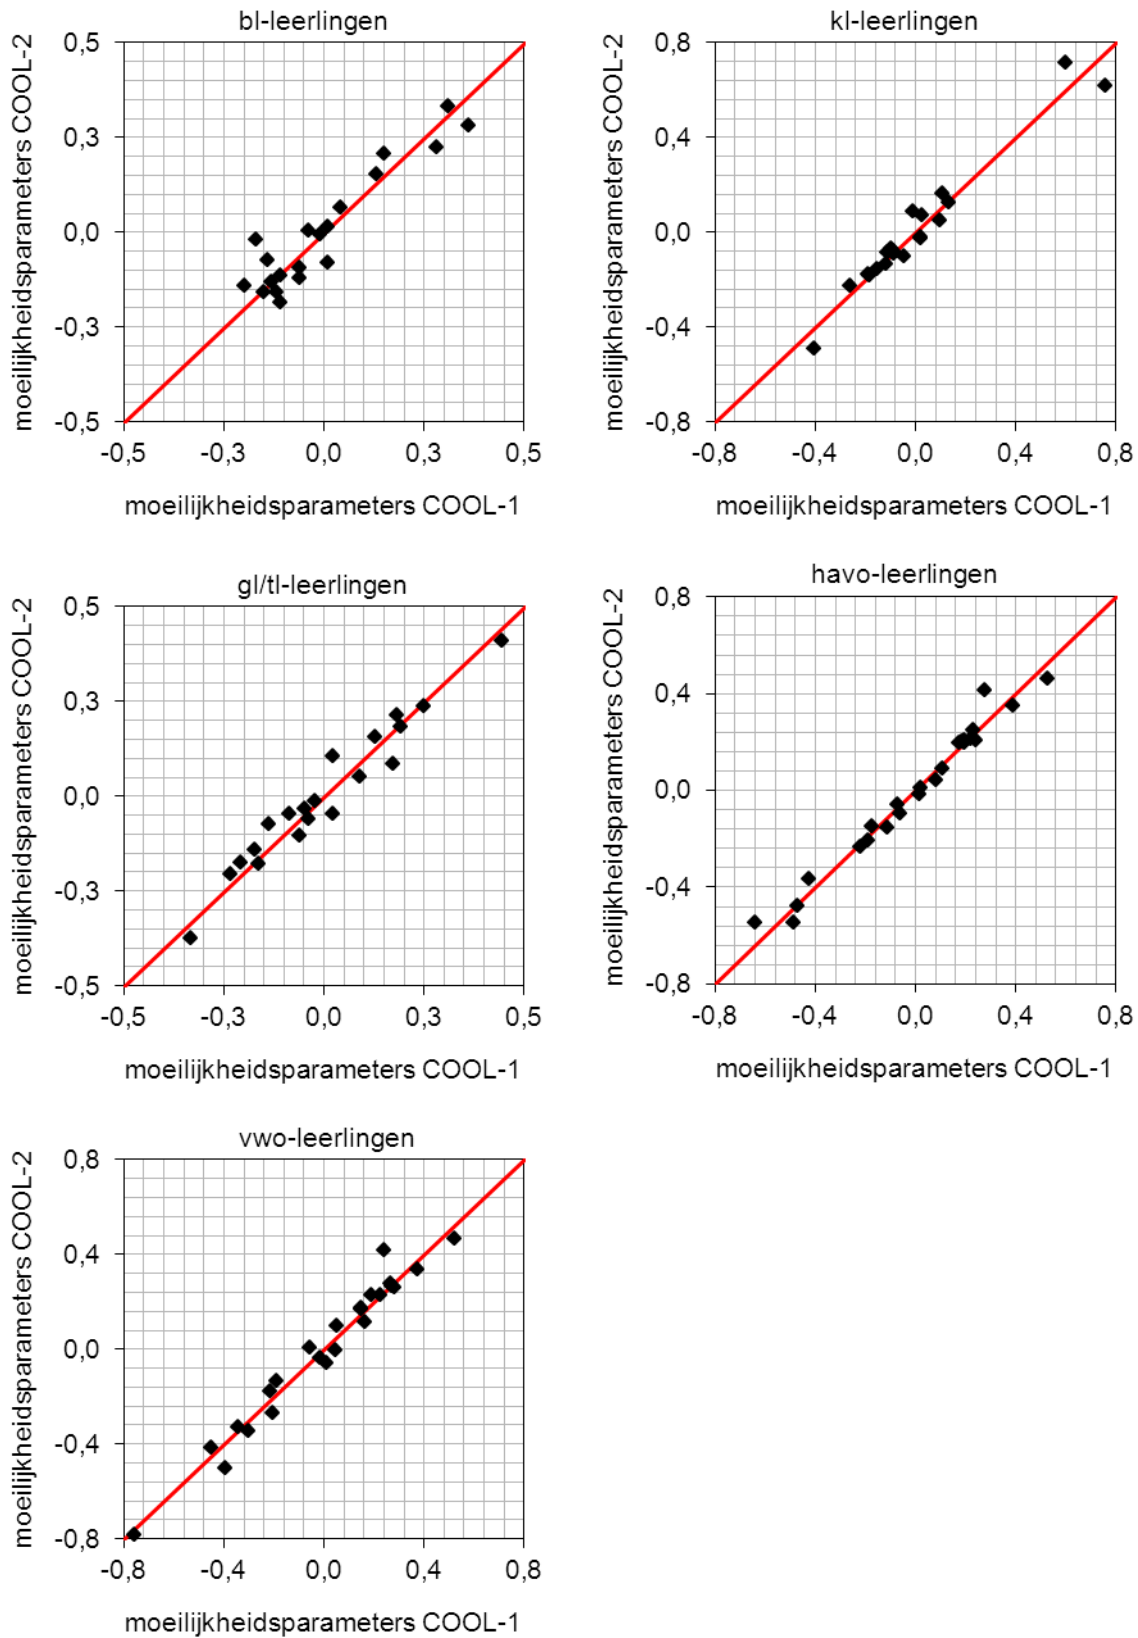 bl-leerlingen
moeilijkheidsparameters COOL-2
0,5
0,3
0,0
-0,3
-0,5
-0,5 -0,3 0,0 0,3 0,5
moeilijkheidsparameters COOL-1
kl-leerlingen
moeilijkheidsparameters COOL-2
0,8
0,4
0,0
-0,4
-0,8
-0,8 -0,4 0,0 0,4 0,8
moeilijkheidsparameters COOL-1
gl/tl-leerlingen
moeilijkheidsparameters COOL-2
0,5
0,3
0,0
-0,3
-0,5
-0,5 -0,3 0,0 0,3 0,5
moeilijkheidsparameters COOL-1
havo-leerlingen
moeilijkheidsparameters COOL-2
0,8
0,4
0,0
-0,4
-0,8
-0,8 -0,4 0,0 0,4 0,8
moeilijkheidsparameters COOL-1
vwo-leerlingen
moeilijkheidsparameters COOL-2
0,8
0,4
0,0
-0,4
-0,8
-0,8 -0,4 0,0 0,4 0,8
moeilijkheidsparameters COOL-1